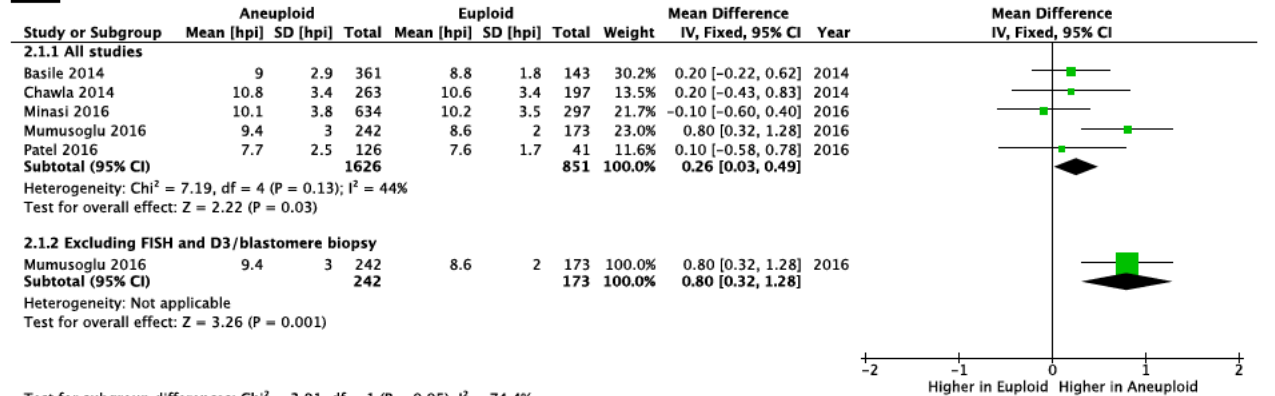 Aneuploid Euploid Mean Difference Mean Difference
Study or Subgroup Mean [hpi] SD [hpi] Total Mean [hpi] SD [hpi] Total Weight IV, Fixed, 95% CI Year IV, Fixed, 95% CI
2.1.1 All studies
Basile 2014 9 2.9 361 8.8 1.8 143 30.2% 0.20 [-0.22, 0.62] 2014
Chawla 2014 10.8 3.4 263 10.6 3.4 197 13.5% 0.20 [-0.43, 0.83] 2014
Minasi 2016 10.1 3.8 634 10.2 3.5 297 21.7% -0.10 [-0.60, 0.40] 2016
Mumusoglu 2016 9.4 3 242 8.6 2 173 23.0% 0.80 [0.32, 1.28] 2016
Patel 2016 7.7 2.5 126 7.6 1.7 41 11.6% 0.10 [-0.58, 0.78] 2016
Subtotal (95% CI) 1626 851 100.0% 0.26 [0.03, 0.49]
Heterogeneity: Chi² = 7.19, df = 4 (P = 0.13); I² = 44%
Test for overall effect: Z = 2.22 (P = 0.03)
2.1.2 Excluding FISH and D3/blastomere biopsy
Mumusoglu 2016 9.4 3 242 8.6 2 173 100.0% 0.80 [0.32, 1.28] 2016
Subtotal (95% CI) 242 173 100.0% 0.80 [0.32, 1.28]
Heterogeneity: Not applicable
Test for overall effect: Z = 3.26 (P = 0.001)
-2 -1 0 1 2
Higher in Euploid Higher in Aneuploid